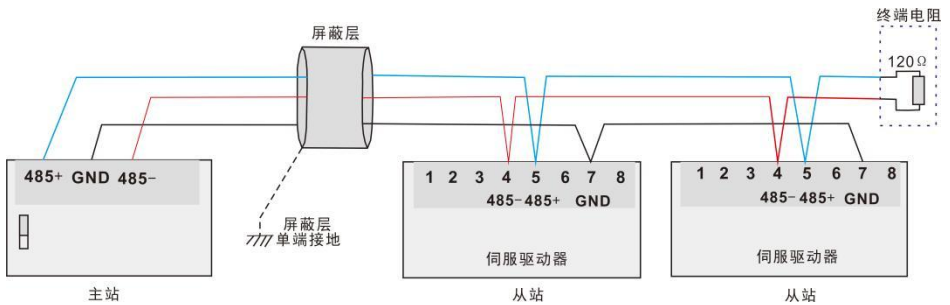 终端电阻
屏蔽层
120Ω
485+ GND 485-
1 2 3 4 5 6 7 8
485- 485+ GND
1 2 3 4 5 6 7 8
485- 485+ GND
屏蔽层
单端接地
伺服驱动器
伺服驱动器
主站
从站
从站